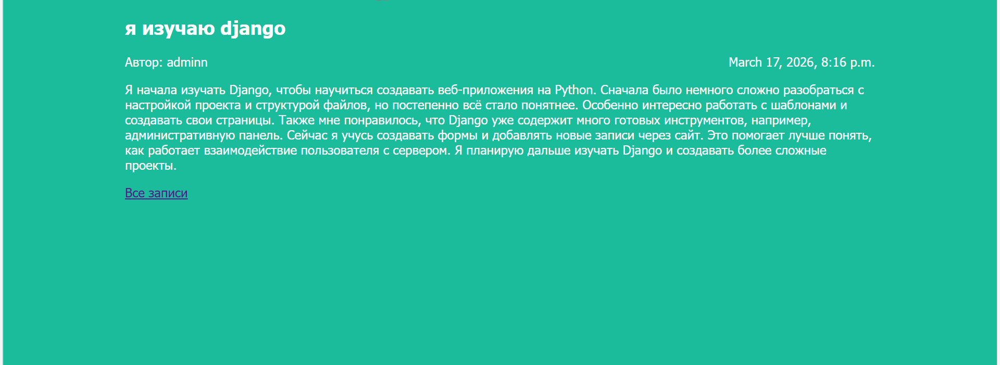 я изучаю django
Автор: adminn
March 17, 2026, 8:16 p.m.
Я начала изучать Django, чтобы научиться создавать веб-приложения на Python. Сначала было немного сложно разобраться с
настройкой проекта и структурой файлов, но постепенно всё стало понятнее. Особенно интересно работать с шаблонами и
создавать свои страницы. Также мне понравилось, что Django уже содержит много готовых инструментов, например,
административную панель. Сейчас я учусь создавать формы и добавлять новые записи через сайт. Это помогает лучше понять,
как работает взаимодействие пользователя с сервером. Я планирую дальше изучать Django и создавать более сложные
проекты.
Все записи